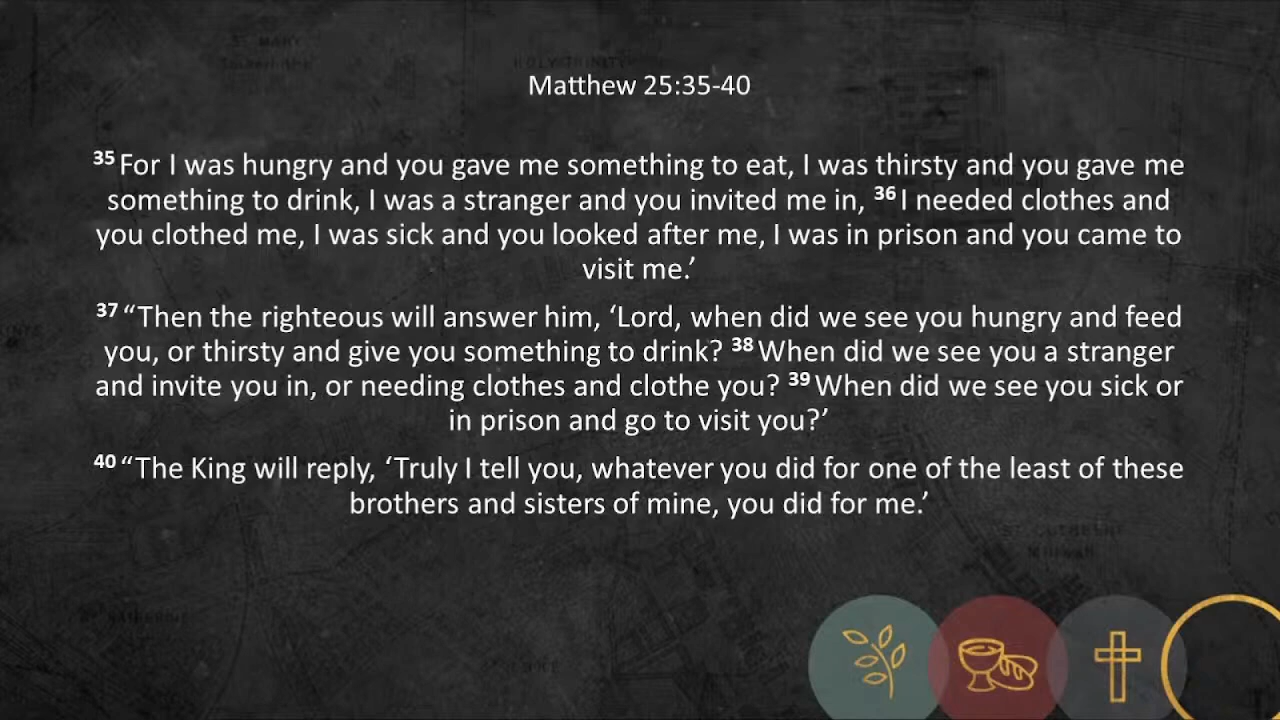 Matthew 25:35-40
35 For I was hungry and you gave me something to eat, I was thirsty and you gave me
something to drink, I was a stranger and you invited me in, 36 I needed clothes and
you clothed me, I was sick and you looked after me, I was in prison and you came to
visit me.’
37 “Then the righteous will answer him, ‘Lord, when did we see you hungry and feed
you, or thirsty and give you something to drink? 38 When did we see you a stranger
and invite you in, or needing clothes and clothe you? 39 When did we see you sick or
in prison and go to visit you?’
40 “The King will reply, ‘Truly I tell you, whatever you did for one of the least of these
brothers and sisters of mine, you did for me.’